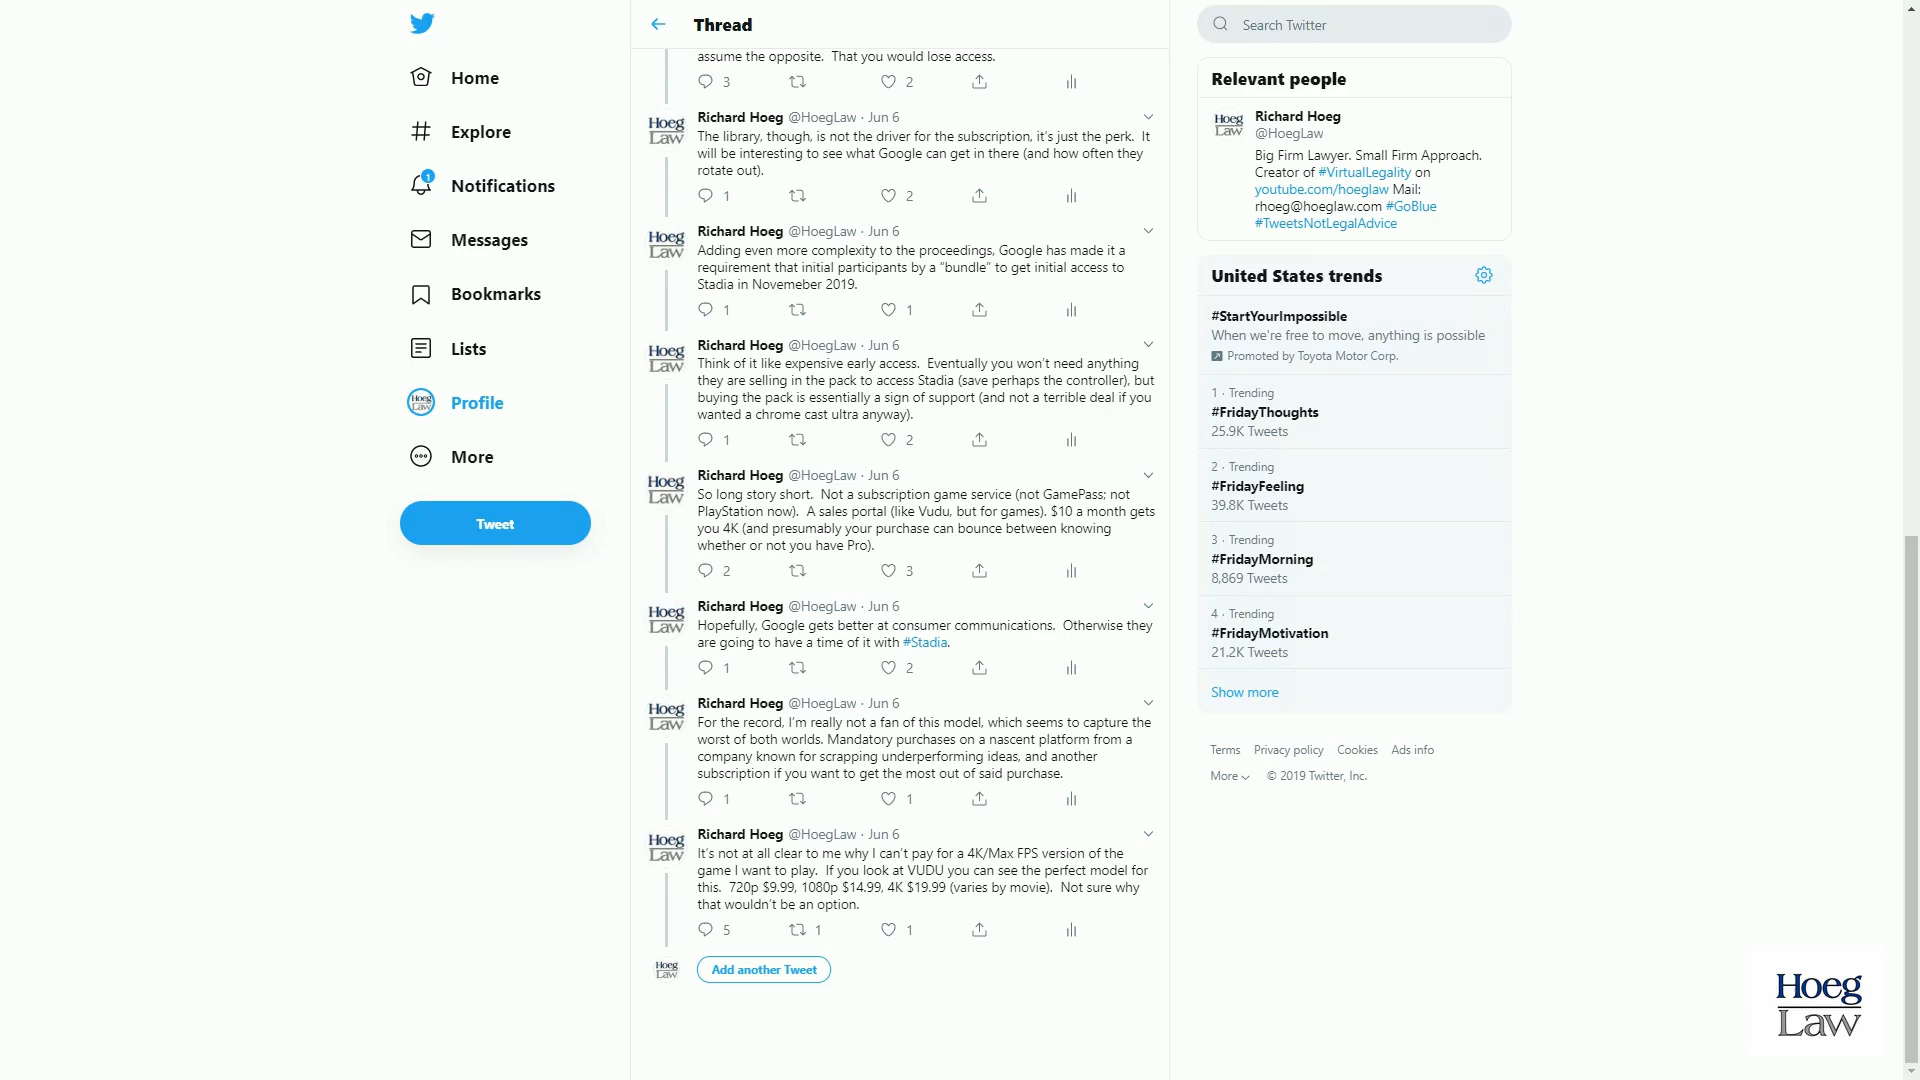 Home
Explore
1
Notifications
Messages
Bookmarks
Lists
Hoeg
Law
Profile
More
Tweet
Thread
assume the opposite.  That you would lose access.
3
2
Hoeg
Law
Richard Hoeg @HoegLaw · Jun 6
The library, though, is not the driver for the subscription, it's just the perk.  It
will be interesting to see what Google can get in there (and how often they
rotate out).
1
2
Hoeg
Law
Richard Hoeg @HoegLaw · Jun 6
Adding even more complexity to the proceedings, Google has made it a
requirement that initial participants by a “bundle” to get initial access to
Stadia in Novemeber 2019.
1
1
Hoeg
Law
Richard Hoeg @HoegLaw · Jun 6
Think of it like expensive early access.  Eventually you won't need anything
they are selling in the pack to access Stadia (save perhaps the controller), but
buying the pack is essentially a sign of support (and not a terrible deal if you
wanted a chrome cast ultra anyway).
1
2
Hoeg
Law
Richard Hoeg @HoegLaw · Jun 6
So long story short.  Not a subscription game service (not GamePass; not
PlayStation now).  A sales portal (like Vudu, but for games). $10 a month gets
you 4K (and presumably your purchase can bounce between knowing
whether or not you have Pro).
2
3
Hoeg
Law
Richard Hoeg @HoegLaw · Jun 6
Hopefully, Google gets better at consumer communications.  Otherwise they
are going to have a time of it with #Stadia.
1
2
Hoeg
Law
Richard Hoeg @HoegLaw · Jun 6
For the record, I'm really not a fan of this model, which seems to capture the
worst of both worlds. Mandatory purchases on a nascent platform from a
company known for scrapping underperforming ideas, and another
subscription if you want to get the most out of said purchase.
1
1
Hoeg
Law
Richard Hoeg @HoegLaw · Jun 6
It's not at all clear to me why I can't pay for a 4K/Max FPS version of the
game I want to play.  If you look at VUDU you can see the perfect model for
this.  720p $9.99, 1080p $14.99, 4K $19.99 (varies by movie).  Not sure why
that wouldn't be an option.
5
1
1
Hoeg
Law
Add another Tweet
Search Twitter
Relevant people
Hoeg
Law
Richard Hoeg
@HoegLaw
Big Firm Lawyer. Small Firm Approach.
Creator of #VirtualLegality on
youtube.com/hoeglaw Mail:
rhoeg@hoeglaw.com #GoBlue
#TweetsNotLegalAdvice
United States trends
#StartYourImpossible
When we're free to move, anything is possible
Promoted by Toyota Motor Corp.
1 · Trending
#FridayThoughts
25.9K Tweets
2 · Trending
#FridayFeeling
39.8K Tweets
3 · Trending
#FridayMorning
8,869 Tweets
4 · Trending
#FridayMotivation
21.2K Tweets
Show more
Terms Privacy policy Cookies Ads info
More © 2019 Twitter, Inc.
Hoeg
Law